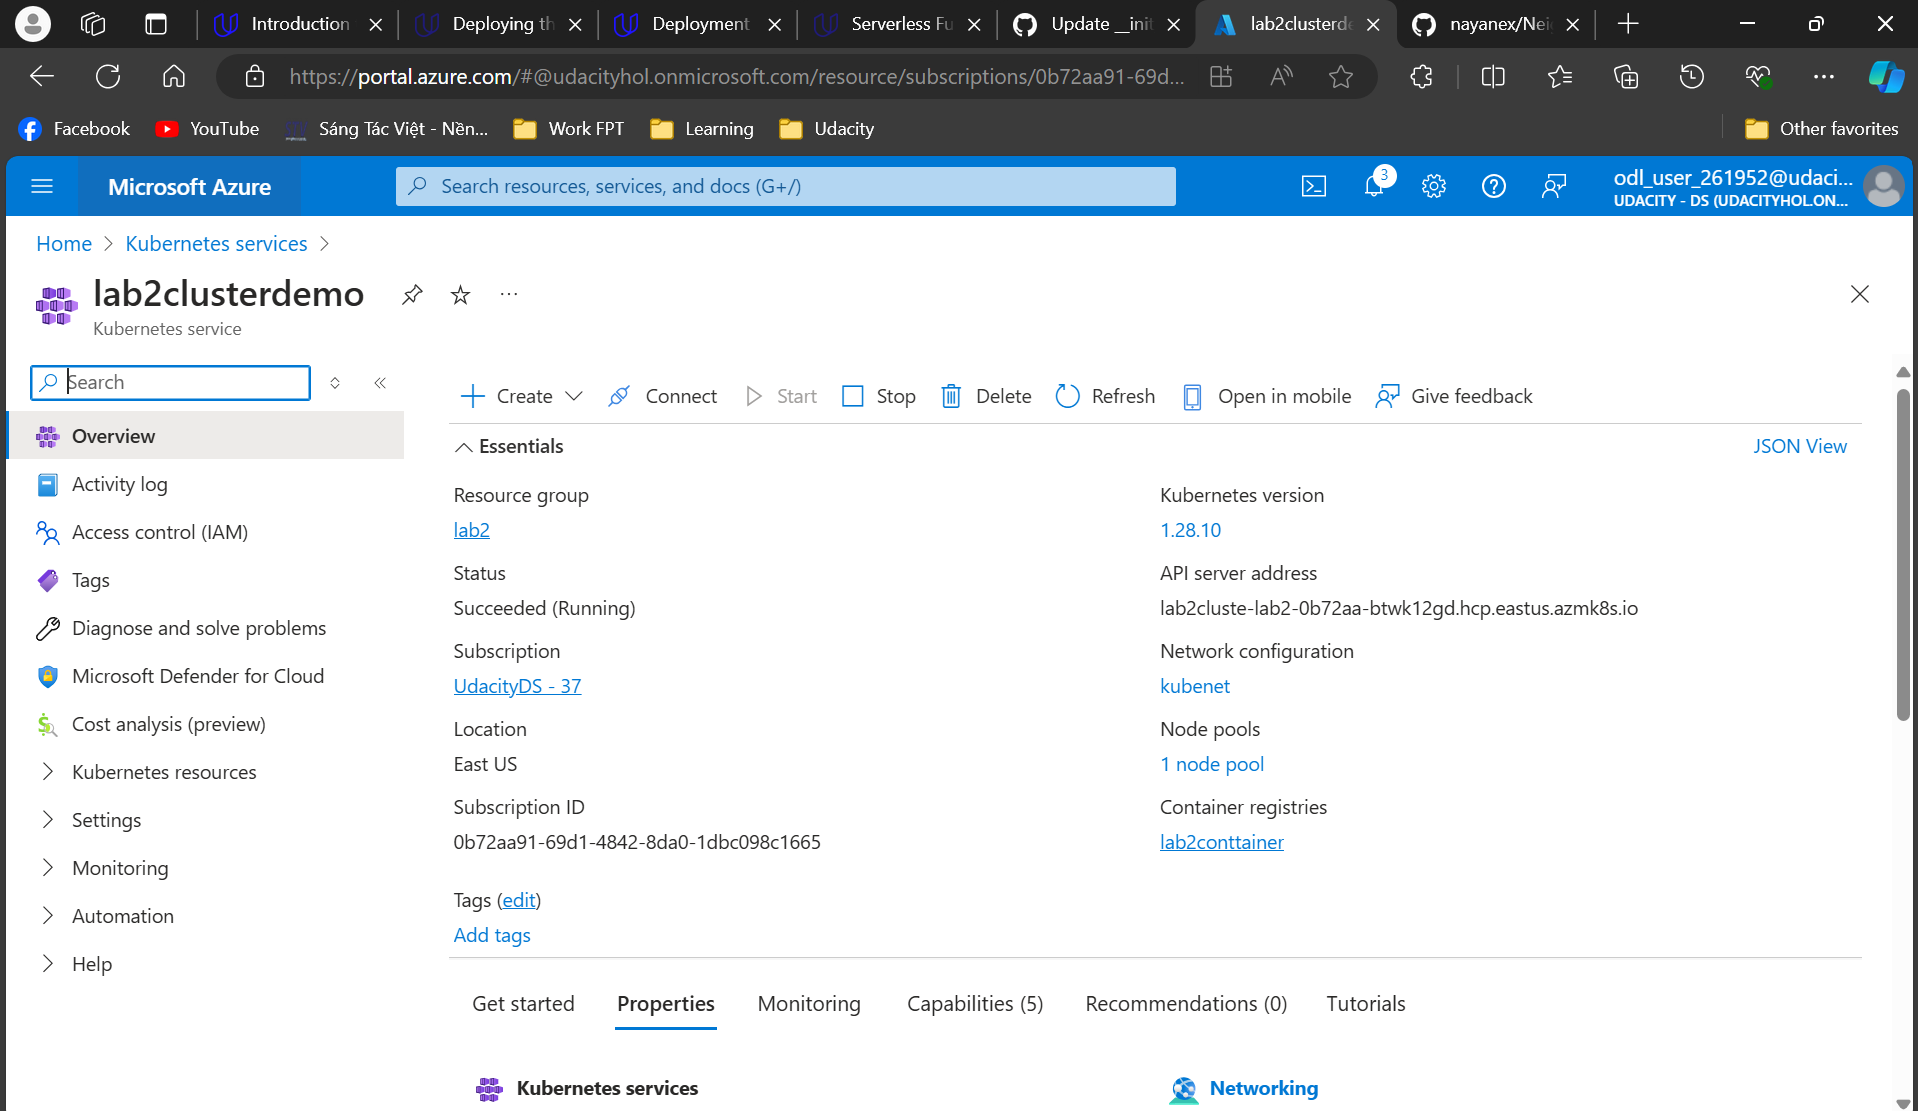 Introduction
Deploying th
Deployment
Serverless Fu
Update __init
lab2clusterde
nayanex/Nei
https://portal.azure.com/#@udacityhol.onmicrosoft.com/resource/subscriptions/0b72aa91-69d...
Facebook
YouTube
Sáng Tác Việt - Nền...
Work FPT
Learning
Udacity
Other favorites
Microsoft Azure
Search resources, services, and docs (G+/)
3
odl_user_261952@udaci...
UDACITY - DS (UDACITYHOL.ON...
Home > Kubernetes services >
lab2clusterdemo
Kubernetes service
Search
Create
Connect
Start
Stop
Delete
Refresh
Open in mobile
Give feedback
Overview
Activity log
Access control (IAM)
Tags
Diagnose and solve problems
Microsoft Defender for Cloud
Cost analysis (preview)
Kubernetes resources
Settings
Monitoring
Automation
Help
Essentials
JSON View
Resource group
lab2
Status
Succeeded (Running)
Subscription
UdacityDS - 37
Location
East US
Subscription ID
0b72aa91-69d1-4842-8da0-1dbc098c1665
Kubernetes version
1.28.10
API server address
lab2cluste-lab2-0b72aa-btwk12gd.hcp.eastus.azmk8s.io
Network configuration
kubenet
Node pools
1 node pool
Container registries
lab2conttainer
Tags (edit)
Add tags
Get started
Properties
Monitoring
Capabilities (5)
Recommendations (0)
Tutorials
Kubernetes services
Networking